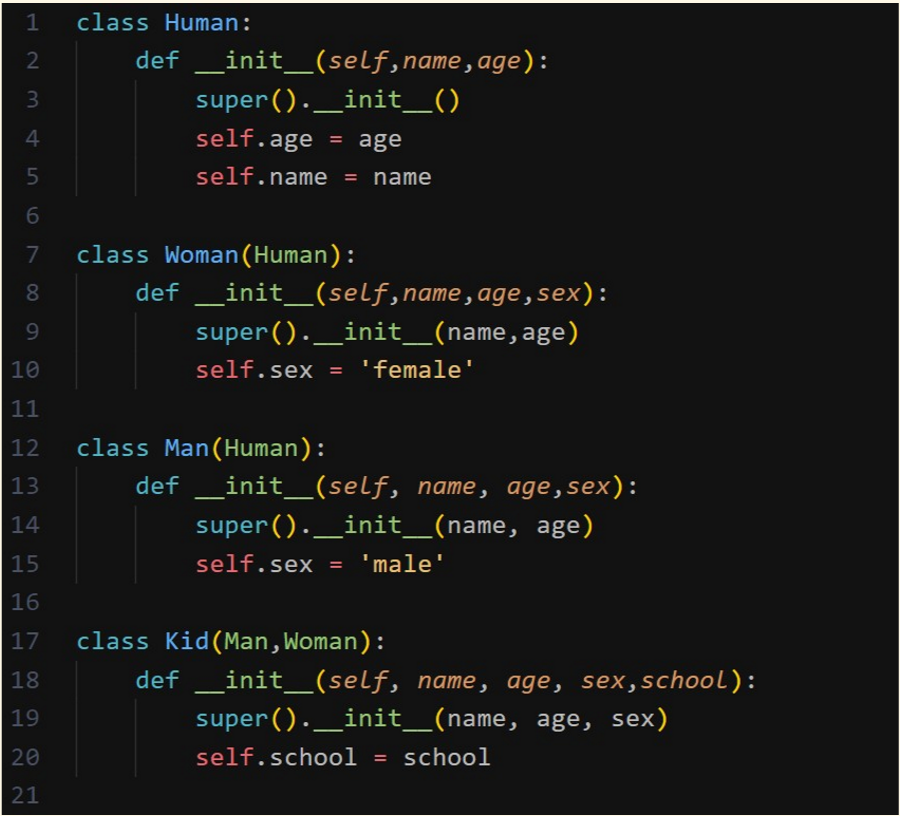 1 class Human:
2     def __init__(self,name,age):
3         super().__init__()
4         self.age = age
5         self.name = name
6
7 class Woman(Human):
8     def __init__(self,name,age,sex):
9         super().__init__(name,age)
10         self.sex = 'female'
11
12 class Man(Human):
13     def __init__(self, name, age,sex):
14         super().__init__(name, age)
15         self.sex = 'male'
16
17 class Kid(Man,Woman):
18     def __init__(self, name, age, sex,school):
19         super().__init__(name, age, sex)
20         self.school = school
21